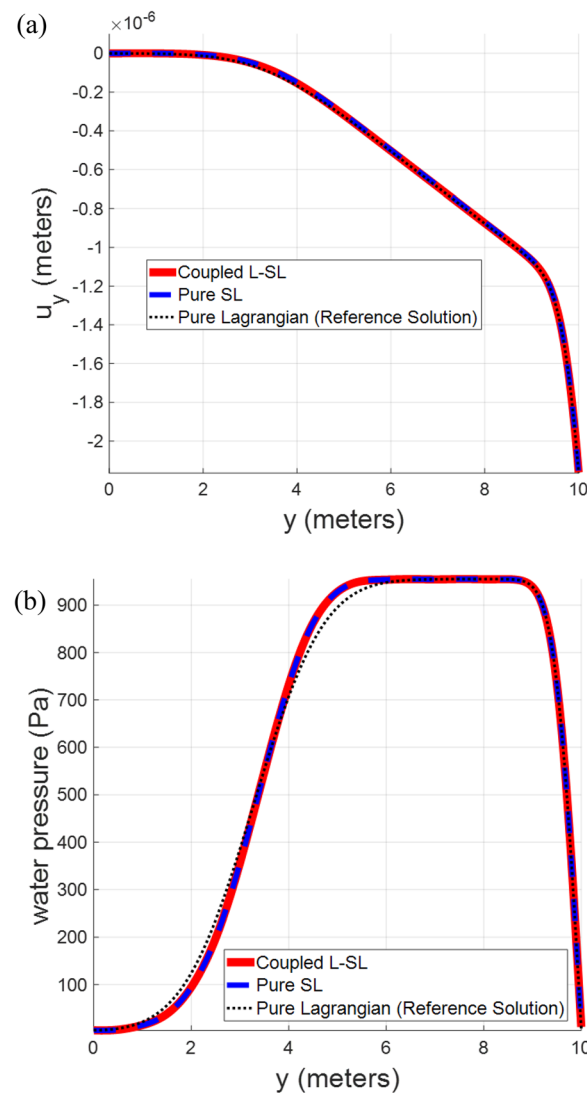 (a)
×10⁻⁶
0
-0.2
-0.4
-0.6
-0.8
-1
-1.2
-1.4
-1.6
-1.8
-2
u_y (meters)
Coupled L-SL
Pure SL
Pure Lagrangian (Reference Solution)
0 2 4 6 8 10
y (meters)
(b)
900
800
700
600
500
400
300
200
100
water pressure (Pa)
Coupled L-SL
Pure SL
Pure Lagrangian (Reference Solution)
0 2 4 6 8 10
y (meters)